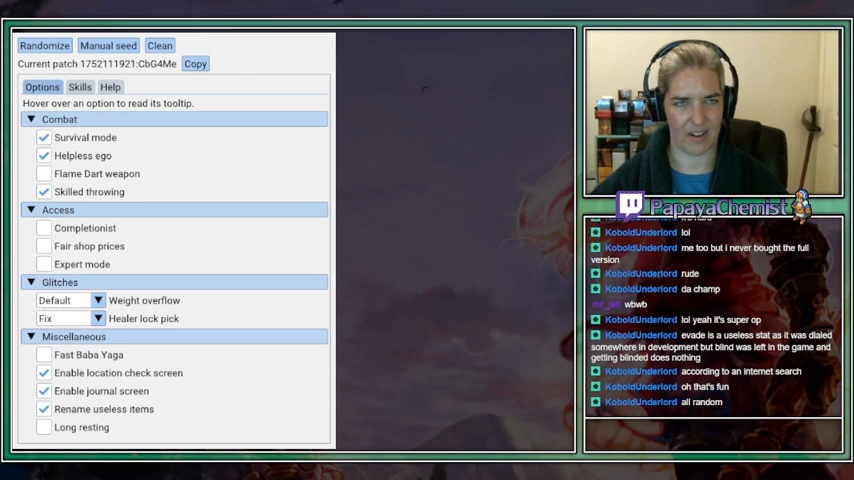 Randomize Manual seed Clean
Current patch 1752111921:CbG4Me Copy
Options Skills Help
Hover over an option to read its tooltip.
Combat
Survival mode
Helpless ego
Flame Dart weapon
Skilled throwing
Access
Completionist
Fair shop prices
Expert mode
Glitches
Default Weight overflow
Fix Healer lock pick
Miscellaneous
Fast Baba Yaga
Enable location check screen
Enable journal screen
Rename useless items
Long resting
PapayaChemist
KoboldUnderlord lol
KoboldUnderlord me too but i never bought the full
version
KoboldUnderlord rude
KoboldUnderlord da champ
wbwb
KoboldUnderlord lol yeah it's super op
KoboldUnderlord evade is a useless stat as it was dialed
somewhere in development but blind was left in the game and
getting blinded does nothing
KoboldUnderlord according to an internet search
KoboldUnderlord oh that's fun
KoboldUnderlord all random